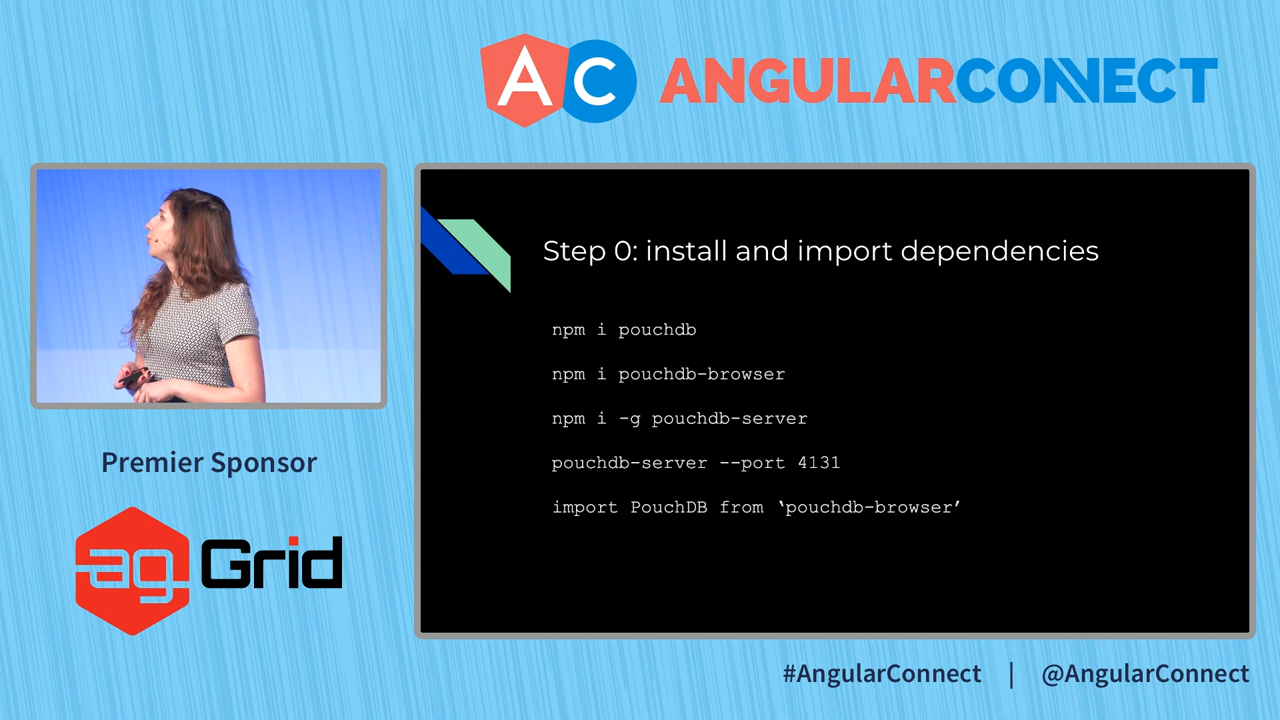 AC ANGULARCONNECT
Step 0: install and import dependencies
npm i pouchdb
npm i pouchdb-browser
npm i -g pouchdb-server
pouchdb-server --port 4131
import PouchDB from ‘pouchdb-browser’
Premier Sponsor
ag Grid
#AngularConnect | @AngularConnect